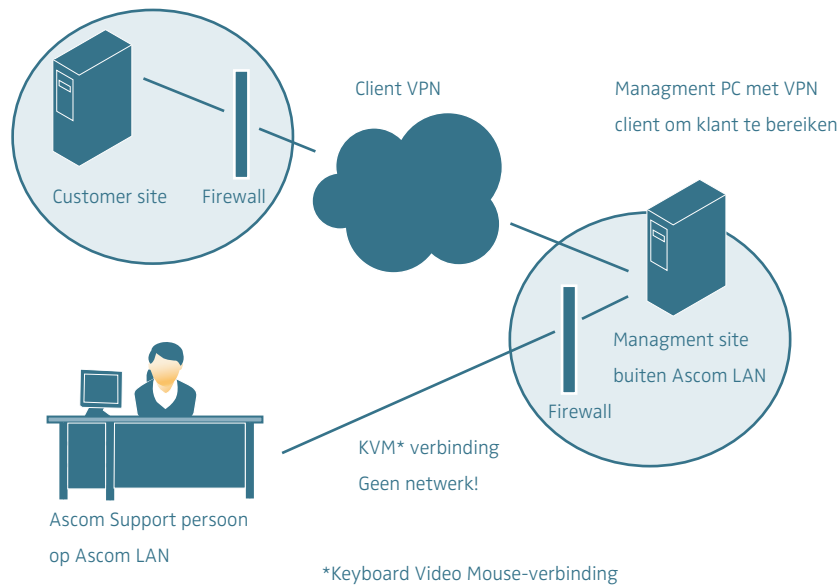 Client VPN
Managment PC met VPN
client om klant te bereiken
Customer site
Firewall
Managment site
buiten Ascom LAN
Firewall
KVM* verbinding
Geen netwerk!
Ascom Support persoon
op Ascom LAN
*Keyboard Video Mouse-verbinding